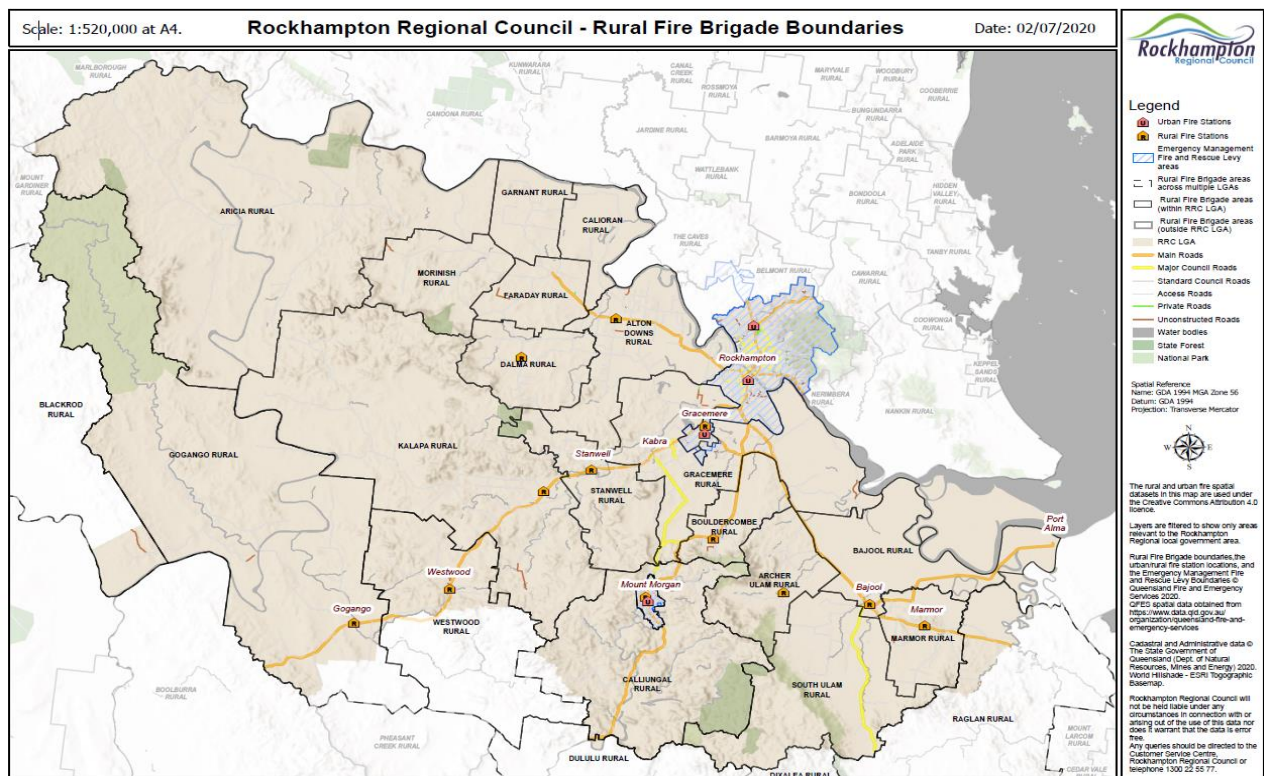 Scale: 1:520,000 at A4.
Rockhampton Regional Council - Rural Fire Brigade Boundaries
Date: 02/07/2020
MARLBOROUGH
RURAL
KUNWARARA
RURAL
CANAL
CREEK
RURAL
ROSSMOYA
RURAL
MARYVALE
RURAL
WOODBURY
RURAL
COOBERRIE
RURAL
CANOONA RURAL
BUNGUNDARRA
RURAL
JARDINE RURAL
BARMOYA RURAL
ADELAIDE
PARK RURAL
MOUNT
GARDINER
RURAL
WATTLEBANK
RURAL
GARNANT RURAL
BONDOOLA
RURAL
HIDDEN
VALLEY
RURAL
ARICIA RURAL
CALIORAN
RURAL
THE CAVES
RURAL
TANBY RURAL
MORINISH
RURAL
BELMONT RURAL
CAWARRAL
RURAL
FARADAY RURAL
ALTON
DOWNS
RURAL
COOWONGA
RURAL
Rockhampton
DALMA RURAL
KEPPEL
SANDS
RURAL
NERIMBERA
RURAL
NANKIN RURAL
BLACKROD
RURAL
Gracemere
KALAPA RURAL
Kabra
GOGANGO RURAL
Stanwell
GRACEMERE
RURAL
STANWELL
RURAL
BOULDERCOMBE
RURAL
Port
Alma
BAJOOL RURAL
Westwood
Mount Morgan
ARCHER
ULAM RURAL
Bajool
Gogango
Marmor
WESTWOOD
RURAL
MARMOR RURAL
CALLIUNGAL
RURAL
SOUTH ULAM
RURAL
BOOLBURRA
RURAL
RAGLAN RURAL
PHEASANT
CREEK RURAL
MOUNT
LARCOM
RURAL
DULULU RURAL
DIXALEA RURAL
CEDAR VALE
RURAL
Rockhampton
Regional Council
Legend
Urban Fire Stations
Rural Fire Stations
Emergency Management
Fire and Rescue Levy
areas
Rural Fire Brigade areas
across multiple LGAs
Rural Fire Brigade areas
(within RRC LGA)
Rural Fire Brigade areas
(outside RRC LGA)
RRC LGA
Main Roads
Major Council Roads
Standard Council Roads
Access Roads
Private Roads
Unconstructed Roads
Water bodies
State Forest
National Park
Spatial Reference
Name: GDA 1994 MGA Zone 56
Datum: GDA 1994
Projection: Transverse Mercator
N
W E
S
The rural and urban fire spatial
datasets in this map are used under
the Creative Commons Attribution 4.0
licence.
Layers are filtered to show only areas
relevant to the Rockhampton
Regional local government area.
Rural Fire Brigade boundaries,the
urban/rural fire station locations, and
the Emergency Management Fire
and Rescue Levy Boundaries ©
Queensland Fire and Emergency
Services 2020.
QFES spatial data obtained from
https://www.data.qld.gov.au/
organization/queensland-fire-and-
emergency-services
Cadastral and Administrative data ©
The State Government of
Queensland (Dept. of Natural
Resources, Mines and Energy) 2020.
World Hillshade - ESRI Togographic
Basemap.
Rockhampton Regional Council will
not be held liable under any
circumstances in connection with or
arising out of the use of this data nor
does it warrant that the data is error
free.
Any queries should be directed to the
Customer Service Centre,
Rockhampton Regional Council or
telephone 1300 22 55 77.